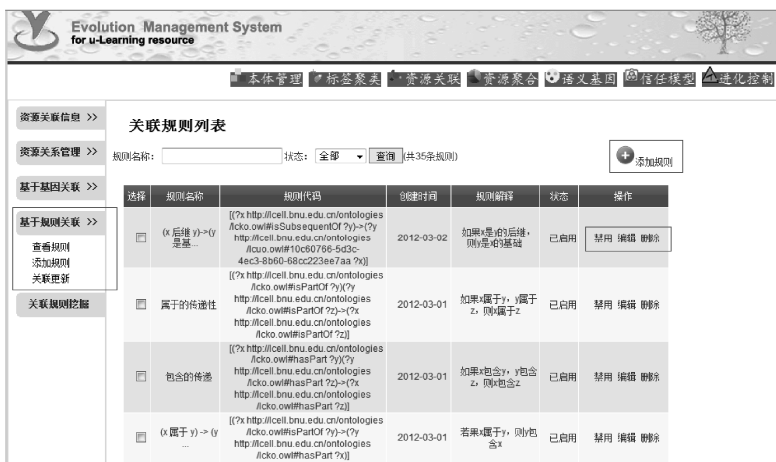 Evolution Management System
for u-Learning resource
本体管理 标签聚类 资源关联 资源聚合 语义基因 信任模型 进化控制
资源关联信息 >>
资源关系管理 >>
基于基因关联 >>
基于规则关联 >>
查看规则
添加规则
关联更新
关联规则挖掘
关联规则列表
规则名称: 状态: 全部 查询 (共35条规则)
添加规则
选择 规则名称 规则代码 创建时间 规则解释 状态 操作
(x 后继 y)->(y是基...
[(?x http://lcell.bnu.edu.cn/ontologies
/lcko.owl#isSubsequentOf ?y)->(?y
http://lcell.bnu.edu.cn/ontologies
/lcuo.owl#10c60766-5d3c-
4ec3-8b60-68cc223ee7aa ?x)]
2012-03-02
如果x是y的后继,
则y是x的基础
已启用
禁用 编辑 删除
属于的传递性
[(?x http://lcell.bnu.edu.cn/ontologies
/lcko.owl#isPartOf ?y)(?y
http://lcell.bnu.edu.cn/ontologies
/lcko.owl#isPartOf ?z)->(?x
http://lcell.bnu.edu.cn/ontologies
/lcko.owl#isPartOf ?z)]
2012-03-01
如果x属于y，y属于
z，则x属于z
已启用
禁用 编辑 删除
包含的传递
[(?x http://lcell.bnu.edu.cn/ontologies
/lcko.owl#hasPart ?y)(?y
http://lcell.bnu.edu.cn/ontologies
/lcko.owl#hasPart ?z)->(?x
http://lcell.bnu.edu.cn/ontologies
/lcko.owl#hasPart ?z)]
2012-03-01
如果x包含y，y包含
z，则x包含z
已启用
禁用 编辑 删除
(x 属于 y) -> (y
...
[(?x http://lcell.bnu.edu.cn/ontologies
/lcko.owl#isPartOf ?y)->(?y
http://lcell.bnu.edu.cn/ontologies
/lcko.owl#hasPart ?x)]
2012-03-01
若果x属于y，则y包
含x
已启用
禁用 编辑 删除